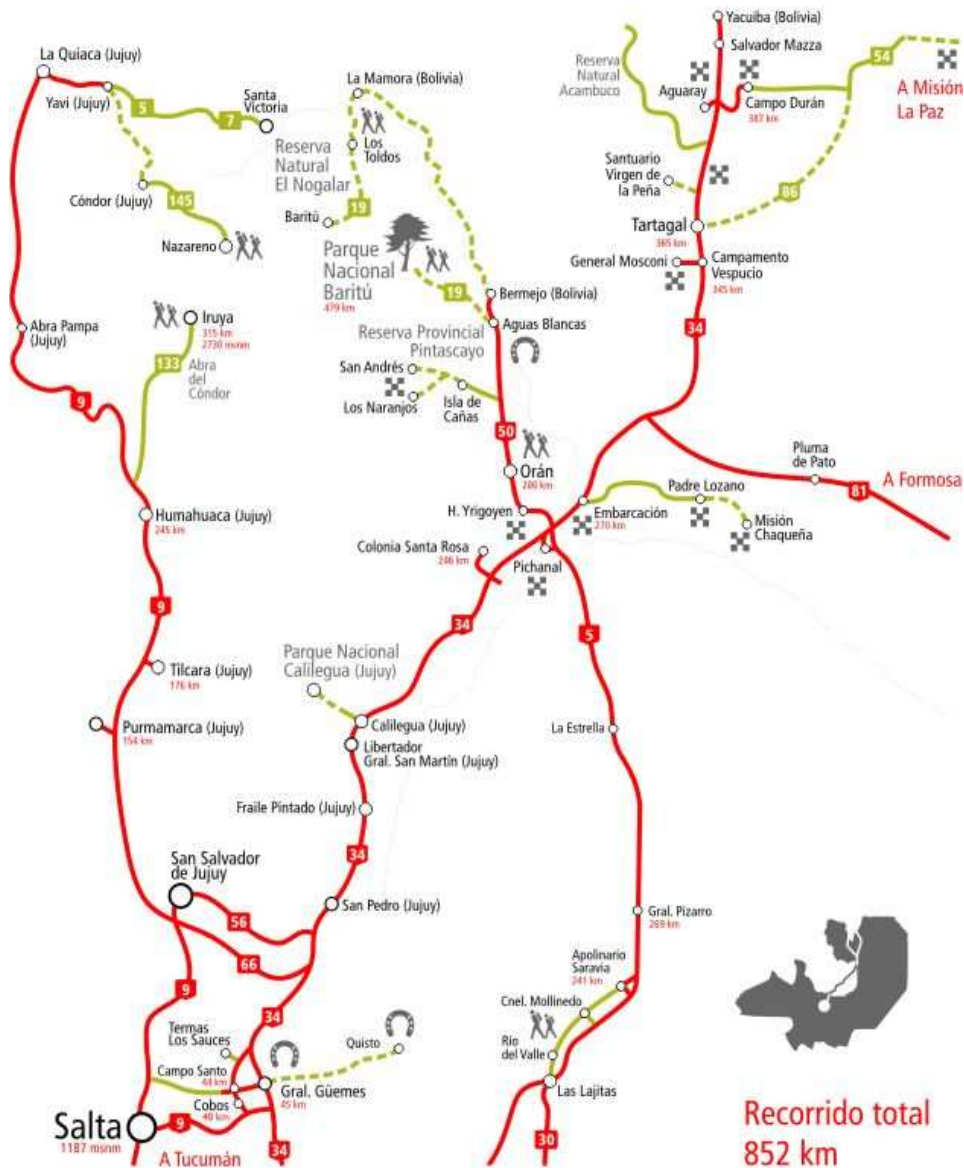 Yacuiba (Bolivia)
Salvador Mazza
La Quiaca (Jujuy)
54
Reserva
Natural
Acambuco
La Mamora (Bolivia)
Yavi (Jujuy)
5
7
Santa
Victoria
Aguaray
Campo Durán
387 km
A Misión
La Paz
Reserva
Natural
El Nogalar
Los
Toldos
Santuario
Virgen de
la Peña
Cóndor (Jujuy)
145
19
86
Baritú
Tartagal
365 km
Nazareno
Parque
Nacional
Baritú
479 km
General Mosconi
Campamento
Vespucio
345 km
19
Bermejo (Bolivia)
Iruya
315 km
2730 msnm
Aguas Blancas
Abra Pampa
(Jujuy)
34
Reserva Provincial
Pintascayo
133
Abra
del
Cóndor
San Andrés
Los Naranjos
Isla de
Cañas
9
50
Orán
286 km
Pluma
de Pato
A Formosa
81
Padre Lozano
H. Yrigoyen
Embarcación
270 km
Misión
Chaqueña
Humahuaca (Jujuy)
245 km
Colonia Santa Rosa
246 km
Pichanal
9
34
5
Parque Nacional
Calilegua (Jujuy)
Tilcara (Jujuy)
176 km
Purmamarca (Jujuy)
154 km
Calilegua (Jujuy)
Libertador
Gral. San Martín (Jujuy)
La Estrella
Fraile Pintado (Jujuy)
34
San Salvador
de Jujuy
San Pedro (Jujuy)
56
Gral. Pizarro
269 km
66
Apolinario
Saravia
241 km
9
34
Cnel. Mollinedo
Termas
Los Sauces
Quisto
Río
del Valle
Campo Santo
44 km
Gral. Güemes
45 km
Las Lajitas
Cobos
40 km
Salta
1187 msnm
9
A Tucumán
34
30
Recorrido total
852 km